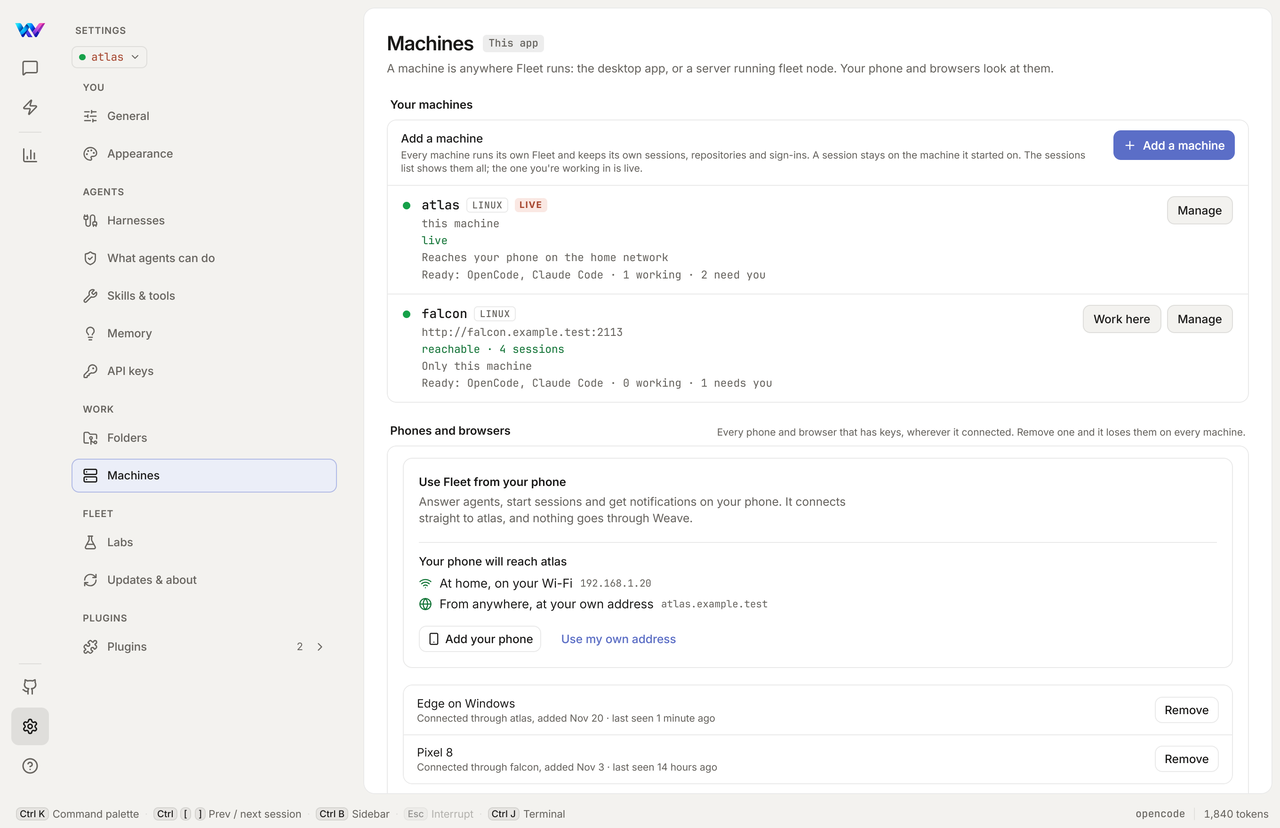 SETTINGS
atlas
YOU
General
Appearance
AGENTS
Harnesses
What agents can do
Skills & tools
Memory
API keys
WORK
Folders
Machines
FLEET
Labs
Updates & about
PLUGINS
Plugins 2
Machines This app
A machine is anywhere Fleet runs: the desktop app, or a server running fleet node. Your phone and browsers look at them.
Your machines
Add a machine
Every machine runs its own Fleet and keeps its own sessions, repositories and sign-ins. A session stays on the machine it started on. The sessions
list shows them all; the one you're working in is live.
+ Add a machine
atlas LINUX LIVE
this machine
live
Reaches your phone on the home network
Ready: OpenCode, Claude Code · 1 working · 2 need you
Manage
falcon LINUX
http://falcon.example.test:2113
reachable · 4 sessions
Only this machine
Ready: OpenCode, Claude Code · 0 working · 1 needs you
Work here Manage
Phones and browsers
Every phone and browser that has keys, wherever it connected. Remove one and it loses them on every machine.
Use Fleet from your phone
Answer agents, start sessions and get notifications on your phone. It connects
straight to atlas, and nothing goes through Weave.
Your phone will reach atlas
At home, on your Wi-Fi 192.168.1.20
From anywhere, at your own address atlas.example.test
Add your phone Use my own address
Edge on Windows
Connected through atlas, added Nov 20 · last seen 1 minute ago
Remove
Pixel 8
Connected through falcon, added Nov 3 · last seen 14 hours ago
Remove
Ctrl K Command palette Ctrl [ ] Prev / next session Ctrl B Sidebar · Esc Interrupt · Ctrl J Terminal
opencode 1,840 tokens